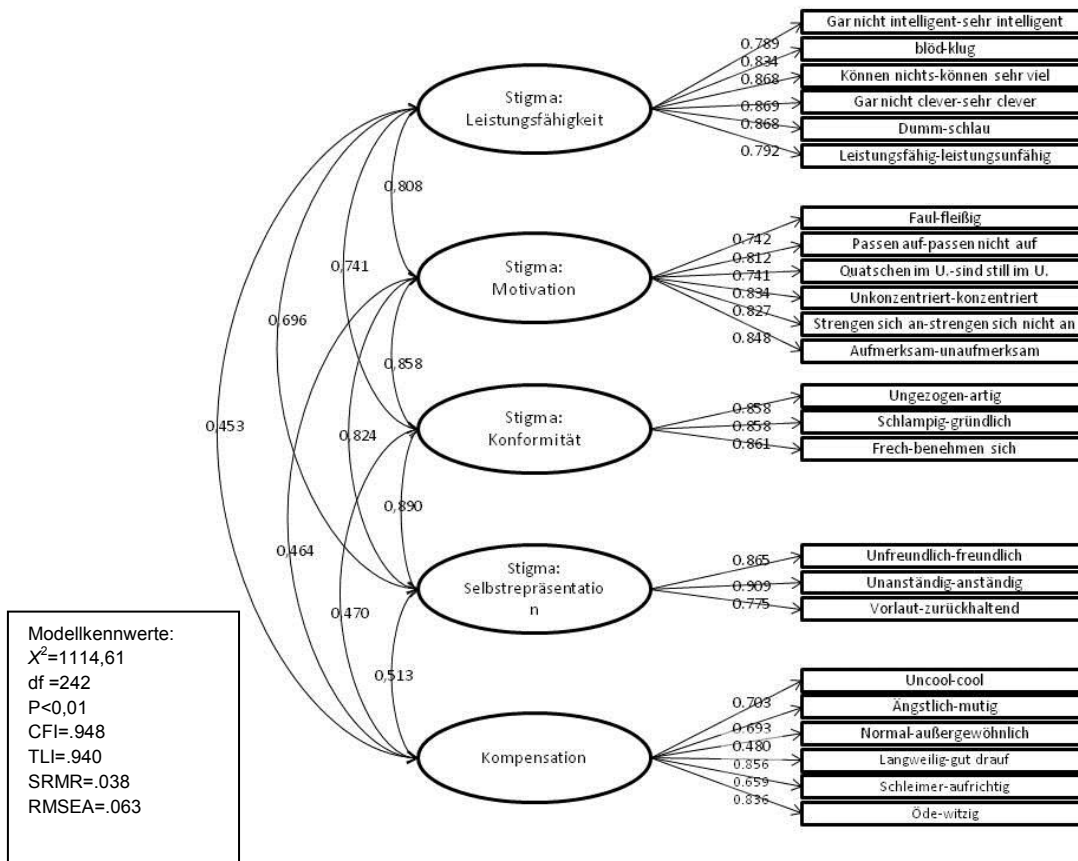 Gar nicht intelligent-sehr intelligent
blöd-klug
Können nichts-können sehr viel
Gar nicht clever-sehr clever
Dumm-schlau
Leistungsfähig-leistungsunfähig
0.789
0.834
0.868
0.869
0.868
0.792
Stigma:
Leistungsfähigkeit
0,808
Faul-fleißig
Passen auf-passen nicht auf
Quatschen im U.-sind still im U.
Unkonzentriert-konzentriert
Strengen sich an-strengen sich nicht an
Aufmerksam-unaufmerksam
0.742
0.812
0.741
0.834
0.827
0.848
Stigma:
Motivation
0,741
0,696
0,858
Ungezogen-artig
Schlampig-gründlich
Frech-benehmen sich
0.858
0.858
0.861
Stigma:
Konformität
0,453
0,824
0,890
0,464
Unfreundlich-freundlich
Unanständig-anständig
Vorlaut-zurückhaltend
0.865
0.909
0.775
Stigma:
Selbstrepräsentatio
n
0,470
0,513
Uncool-cool
Ängstlich-mutig
Normal-außergewöhnlich
Langweilig-gut drauf
Schleimer-aufrichtig
Öde-witzig
0.703
0.693
0.480
0.856
0.659
0.836
Kompensation
Modellkennwerte:
X²=1114,61
df =242
P<0,01
CFI=.948
TLI=.940
SRMR=.038
RMSEA=.063